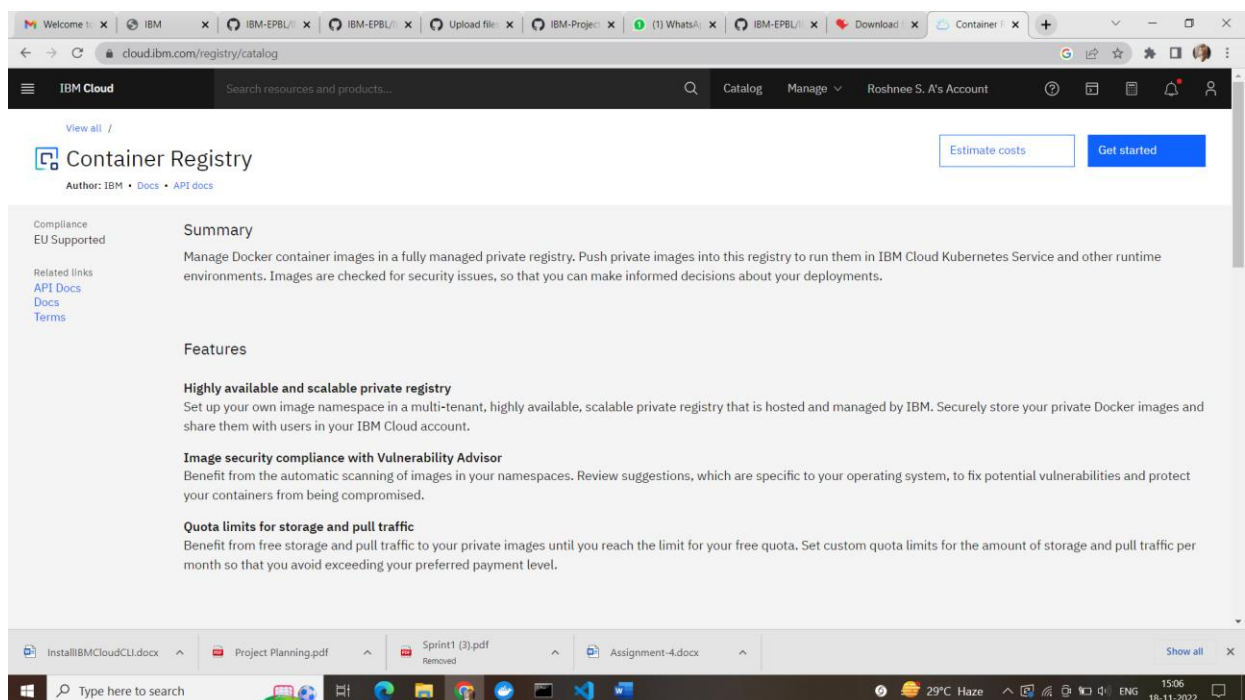 Welcome to
IBM
IBM-EPBL/I
IBM-EPBL/I
Upload file
IBM-Projec
(1) WhatsA
IBM-EPBL/I
Download
Container R
cloud.ibm.com/registry/catalog
IBM Cloud
Search resources and products...
Catalog
Manage
Roshnee S. A's Account
View all /
Container Registry
Estimate costs
Get started
Author: IBM • Docs • API docs
Compliance
EU Supported
Related links
API Docs
Docs
Terms
Summary
Manage Docker container images in a fully managed private registry. Push private images into this registry to run them in IBM Cloud Kubernetes Service and other runtime
environments. Images are checked for security issues, so that you can make informed decisions about your deployments.
Features
Highly available and scalable private registry
Set up your own image namespace in a multi-tenant, highly available, scalable private registry that is hosted and managed by IBM. Securely store your private Docker images and
share them with users in your IBM Cloud account.
Image security compliance with Vulnerability Advisor
Benefit from the automatic scanning of images in your namespaces. Review suggestions, which are specific to your operating system, to fix potential vulnerabilities and protect
your containers from being compromised.
Quota limits for storage and pull traffic
Benefit from free storage and pull traffic to your private images until you reach the limit for your free quota. Set custom quota limits for the amount of storage and pull traffic per
month so that you avoid exceeding your preferred payment level.
InstallIBMCloudCLI.docx
Project Planning.pdf
Sprint1 (3).pdf
Removed
Assignment-4.docx
Show all
Type here to search
29°C Haze
ENG
15:06
18-11-2022